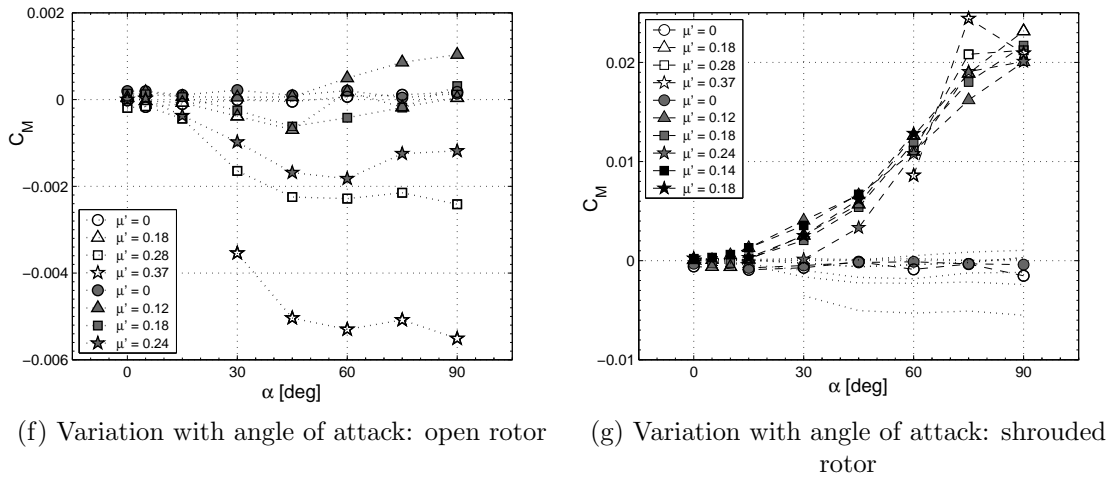 0.002
0
−0.002
−0.004
−0.006
C_M
0 30 60 90
α [deg]
μ' = 0
μ' = 0.18
μ' = 0.28
μ' = 0.37
μ' = 0
μ' = 0.12
μ' = 0.18
μ' = 0.24
(f) Variation with angle of attack: open rotor
0.02
0.01
0
−0.01
C_M
0 30 60 90
α [deg]
μ' = 0
μ' = 0.18
μ' = 0.28
μ' = 0.37
μ' = 0
μ' = 0.12
μ' = 0.18
μ' = 0.24
μ' = 0.14
μ' = 0.18
(g) Variation with angle of attack: shrouded
rotor